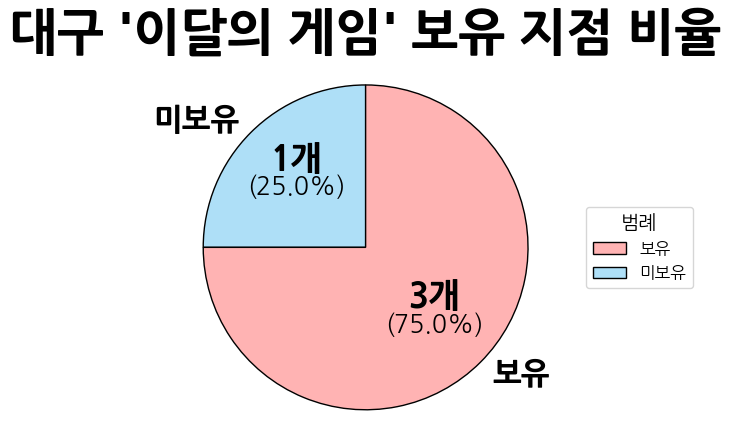 대구 '이달의 게임' 보유 지점 비율
미보유
1개
(25.0%)
범례
보유
미보유
3개
(75.0%)
보유